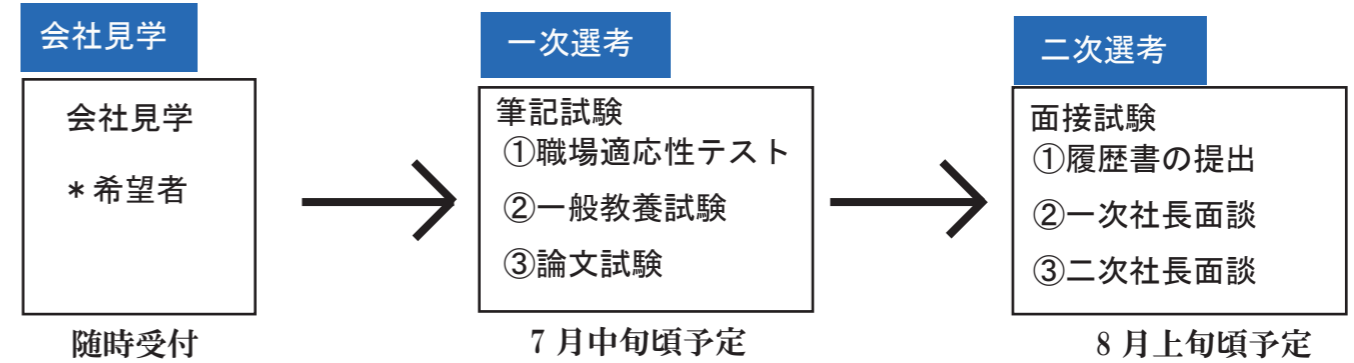 会社見学
会社見学
＊希望者
随時受付
一次選考
筆記試験
①職場適応性テスト
②一般教養試験
③論文試験
7月中旬頃予定
二次選考
面接試験
①履歴書の提出
②一次社長面談
③二次社長面談
8月上旬頃予定